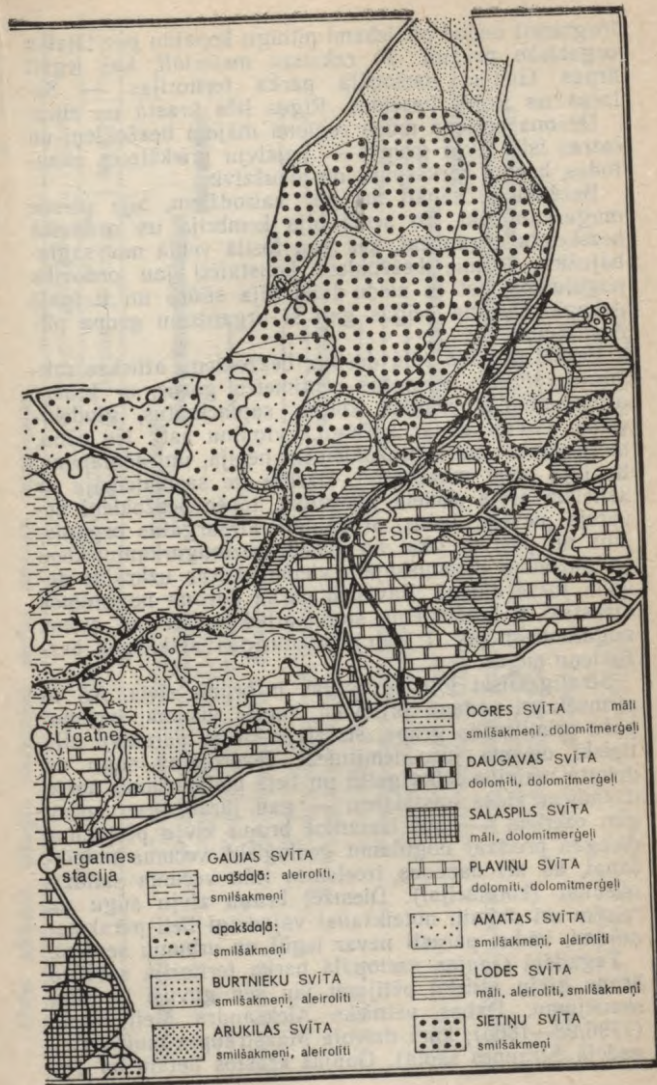 CĒSIS
Līgatne
Līgatnes
stacija
GAUJAS SVĪTA
augšdaļā: aleirolīti,
smilšakmeņi
apakšdaļā:
smilšakmeņi
BURTNIEKU SVĪTA
smilšakmeņi, aleirolīti
ARUKILAS SVĪTA
smilšakmeņi, aleirolīti
OGRES SVĪTA māli
smilšakmeņi, dolomītmerģeļi
DAUGAVAS SVĪTA
dolomīti, dolomītmerģeļi
SALASPILS SVĪTA
māli, dolomītmerģeļi
PĻAVIŅU SVĪTA
dolomīti, dolomītmerģeļi
AMATAS SVĪTA
smilšakmeņi, aleirolīti
LODES SVĪTA
māli, aleirolīti, smilšakmeņi
SIETIŅU SVĪTA
smilšakmeņi